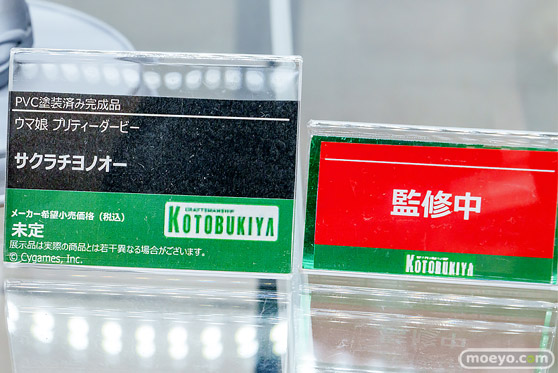 PVC塗装済み完成品
ウマ娘 プリティーダービー
サクラチヨノオー
メーカー希望小売価格（税込）
未定
展示品は実際の商品とは若干異なる場合がございます。
© Cygames, Inc.
CRAFTSMANSHIP
KOTOBUKIYA
監修中
KOTOBUKIYA
moeyo.com